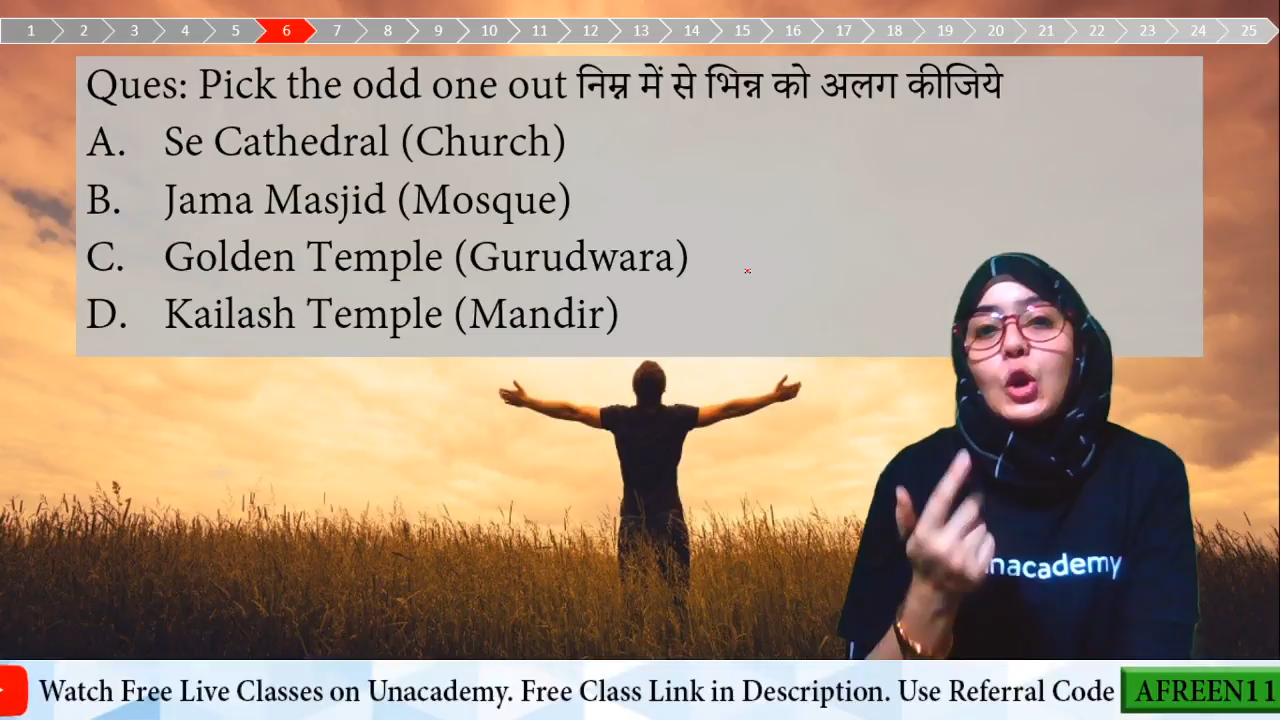 1 2 3 4 5 6 7 8 9 10 11 12 13 14 15 16 17 18 19 20 21 22 23 24 25
Ques: Pick the odd one out निम्न में से भिन्न को अलग कीजिये
A. Se Cathedral (Church)
B. Jama Masjid (Mosque)
C. Golden Temple (Gurudwara)
D. Kailash Temple (Mandir)
unacademy
Watch Free Live Classes on Unacademy. Free Class Link in Description. Use Referral Code AFREEN11